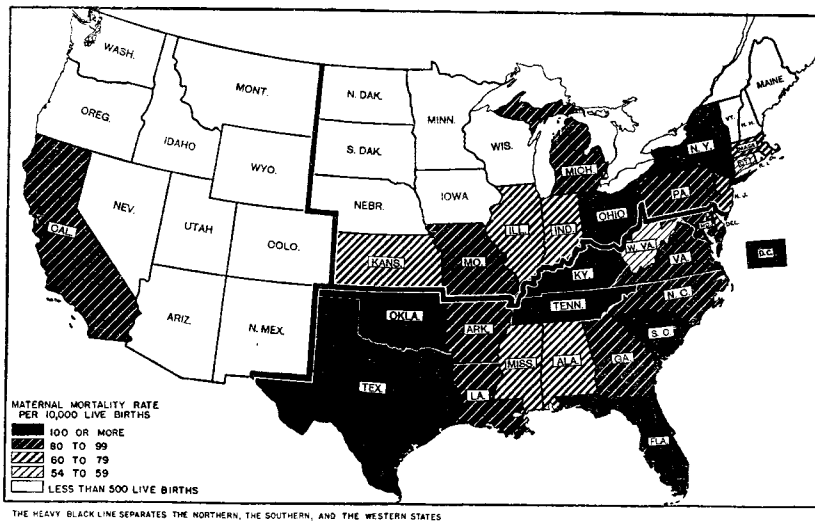 WASH.
MONT.
N. DAK.
MINN.
MAINE
OREG.
IDAHO
S. DAK.
WIS.
MICH.
VT.
N. H.
N. Y.
MASS.
R. I.
WYO.
NEBR.
IOWA
PA.
N. J.
CAL.
NEV.
UTAH
COLO.
KANS.
MO.
ILL.
IND.
OHIO
W. VA.
DEL.
VA.
D.C.
KY.
ARIZ.
N. MEX.
OKLA.
ARK.
TENN.
N. C.
S. C.
TEX.
LA.
MISS.
ALA.
GA.
FLA.
MATERNAL MORTALITY RATE
PER 10,000 LIVE BIRTHS
100 OR MORE
80 TO 99
60 TO 79
54 TO 59
LESS THAN 500 LIVE BIRTHS
THE HEAVY BLACK LINE SEPARATES THE NORTHERN, THE SOUTHERN, AND THE WESTERN STATES